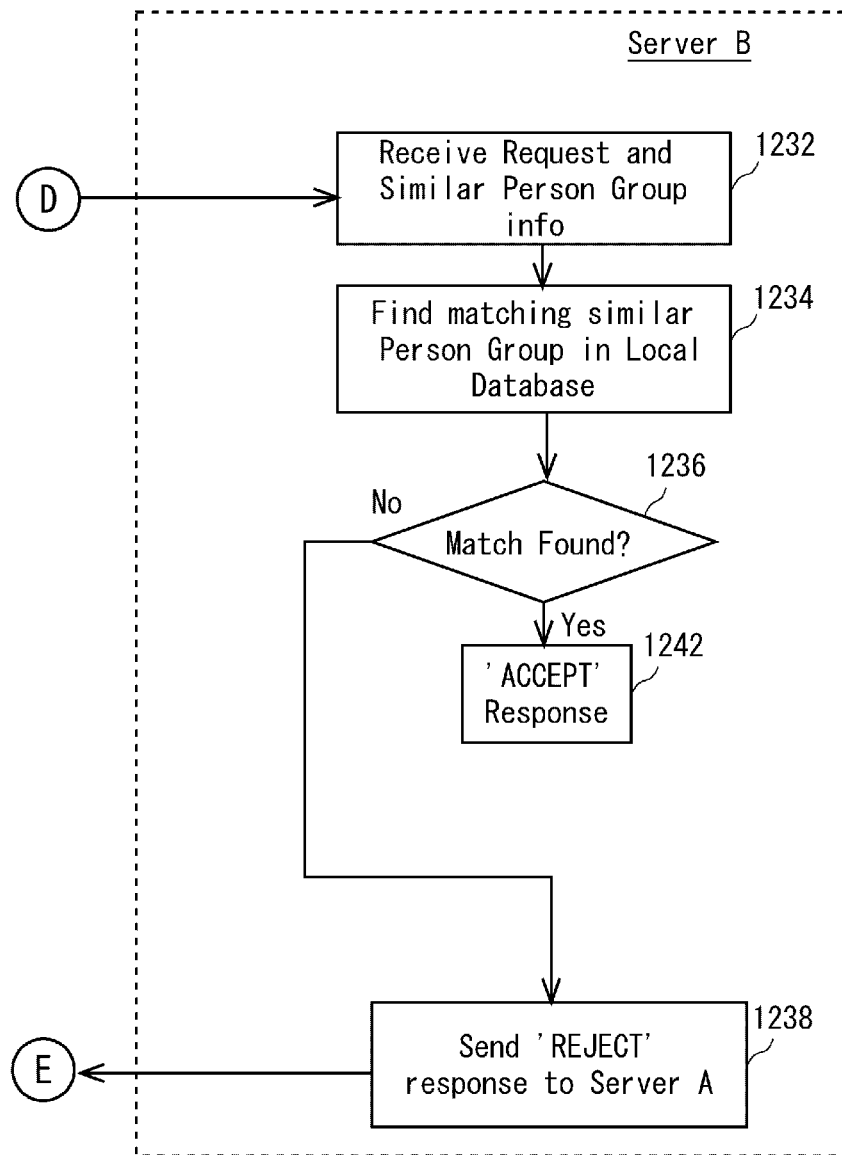 Server B
1232
Receive Request and
Similar Person Group
info
D
1234
Find matching similar
Person Group in Local
Database
1236
No
Match Found?
Yes
1242
'ACCEPT'
Response
1238
Send 'REJECT'
response to Server A
E